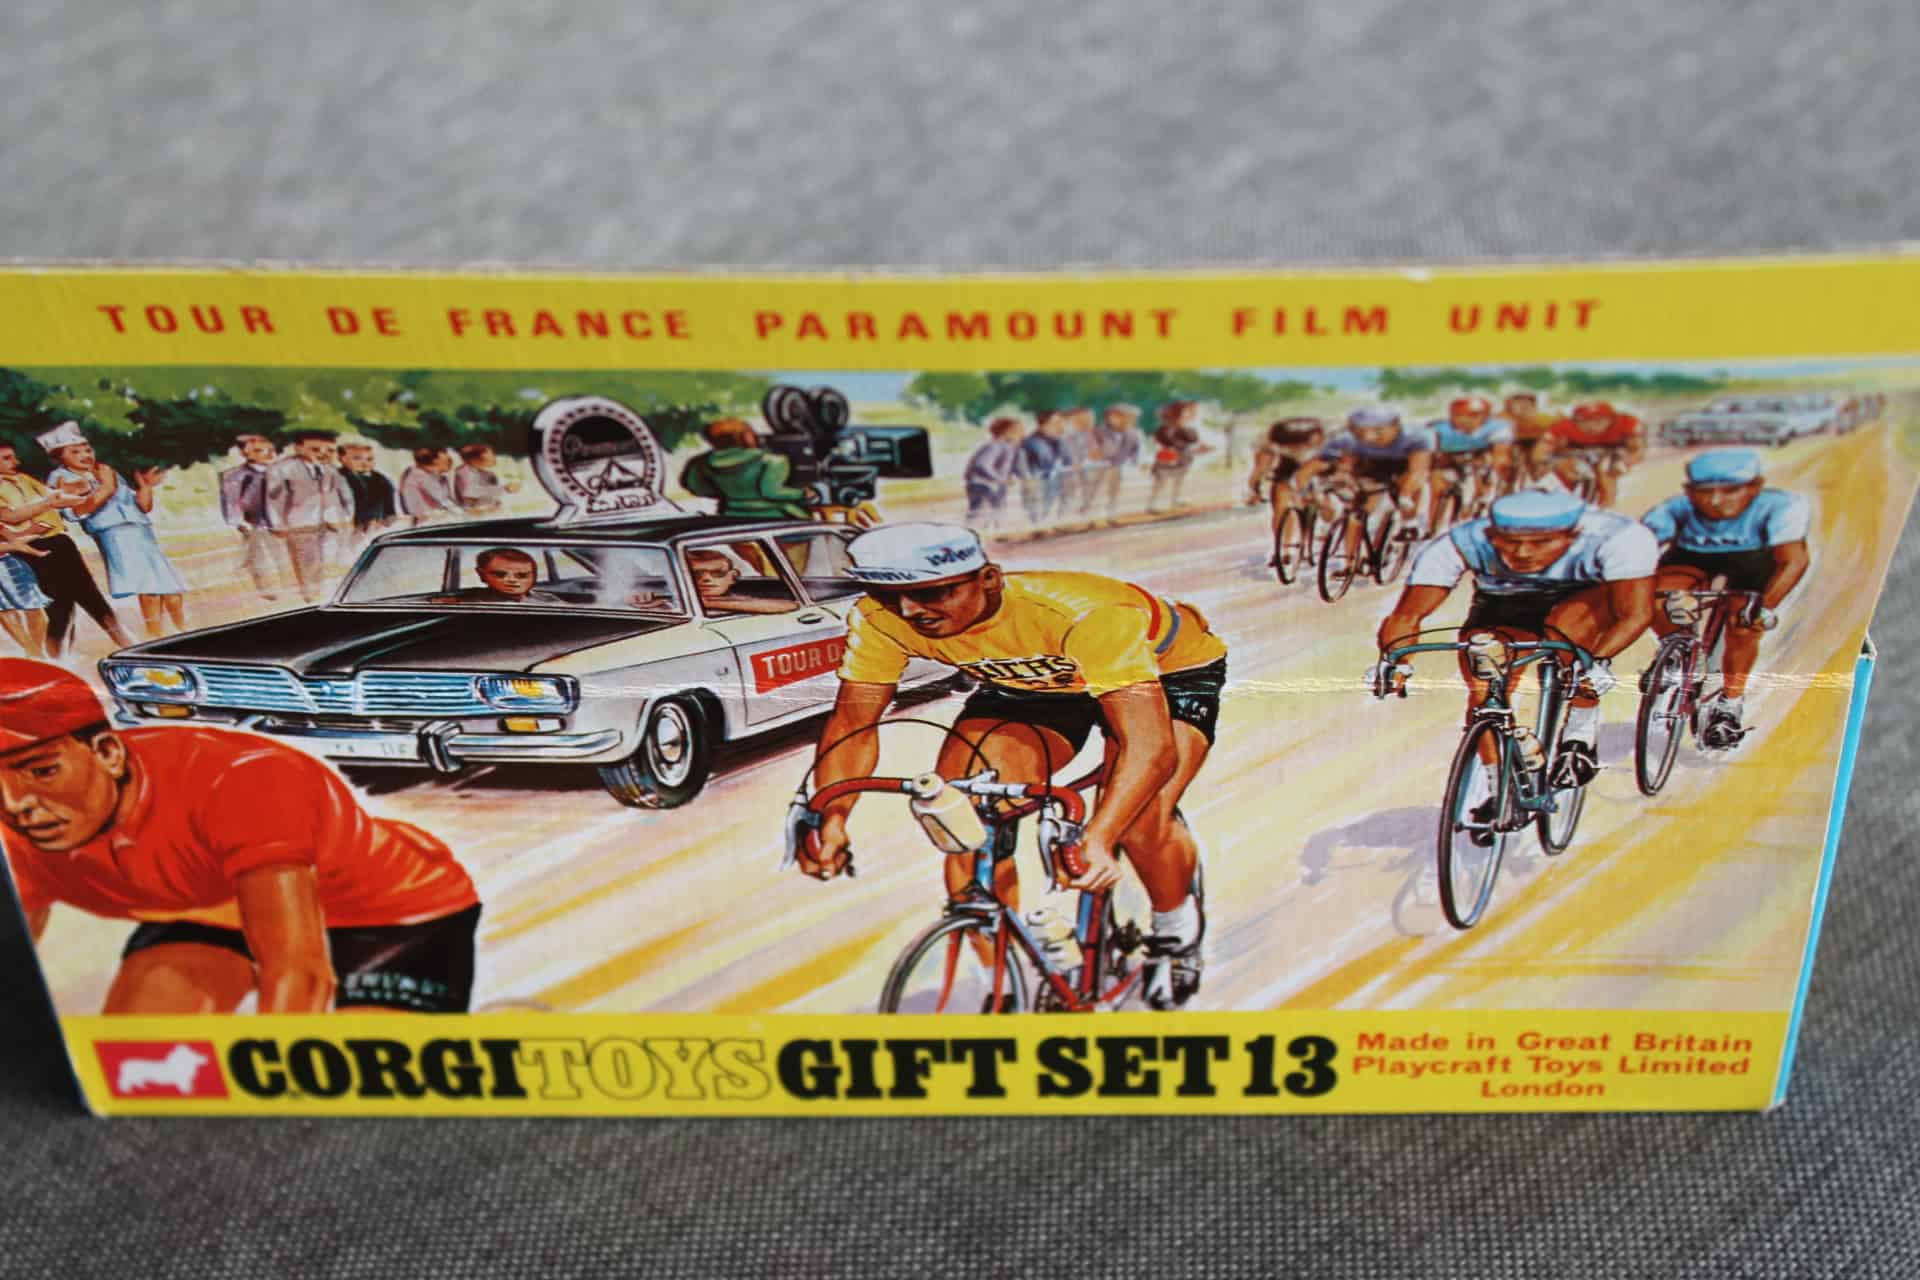 TOUR DE FRANCE PARAMOUNT FILM UNIT
Paramount
TOUR D
CORGI TOYS GIFT SET 13
Made in Great Britain
Playcraft Toys Limited
London